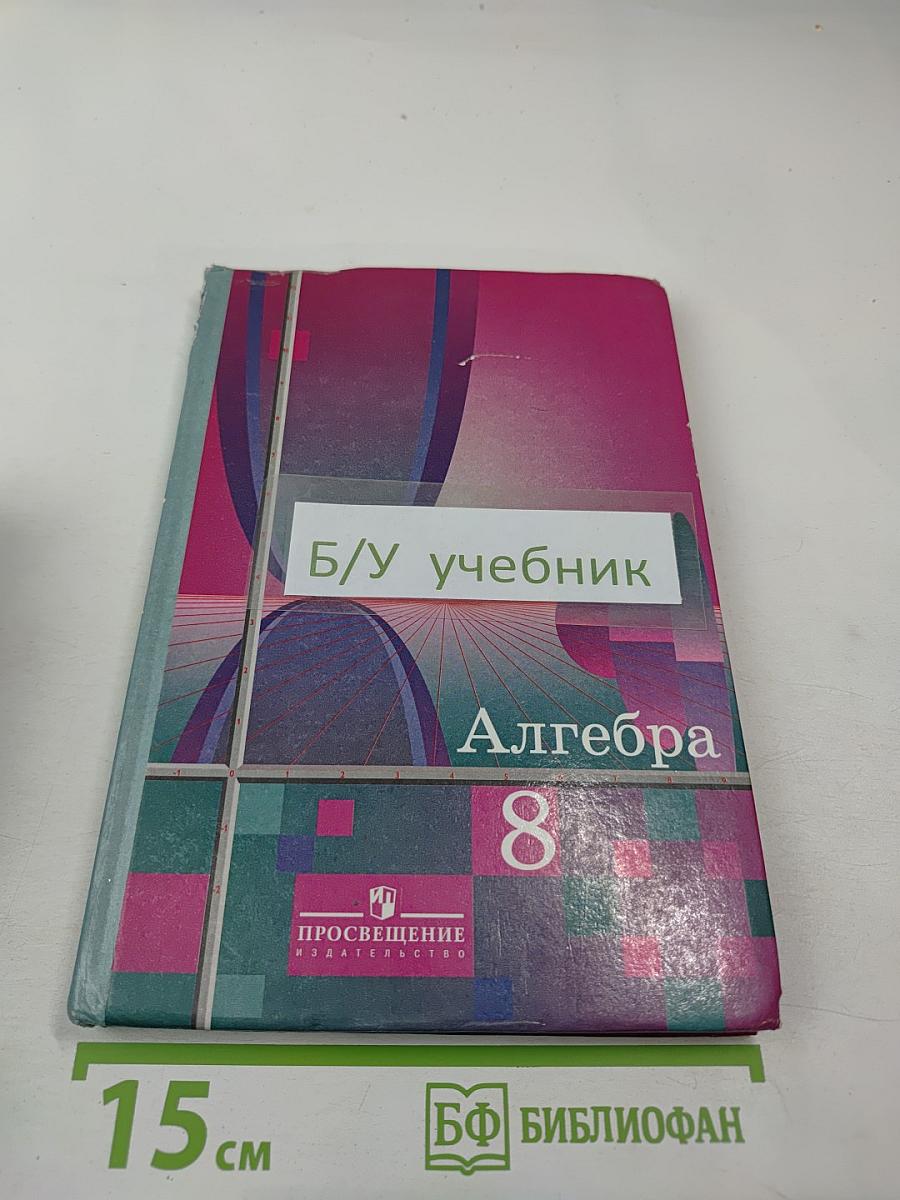 Б/У учебник
Алгебра
8
ПРОСВЕЩЕНИЕ
ИЗДАТЕЛЬСТВО
15 см
БФ БИБЛИОФАН